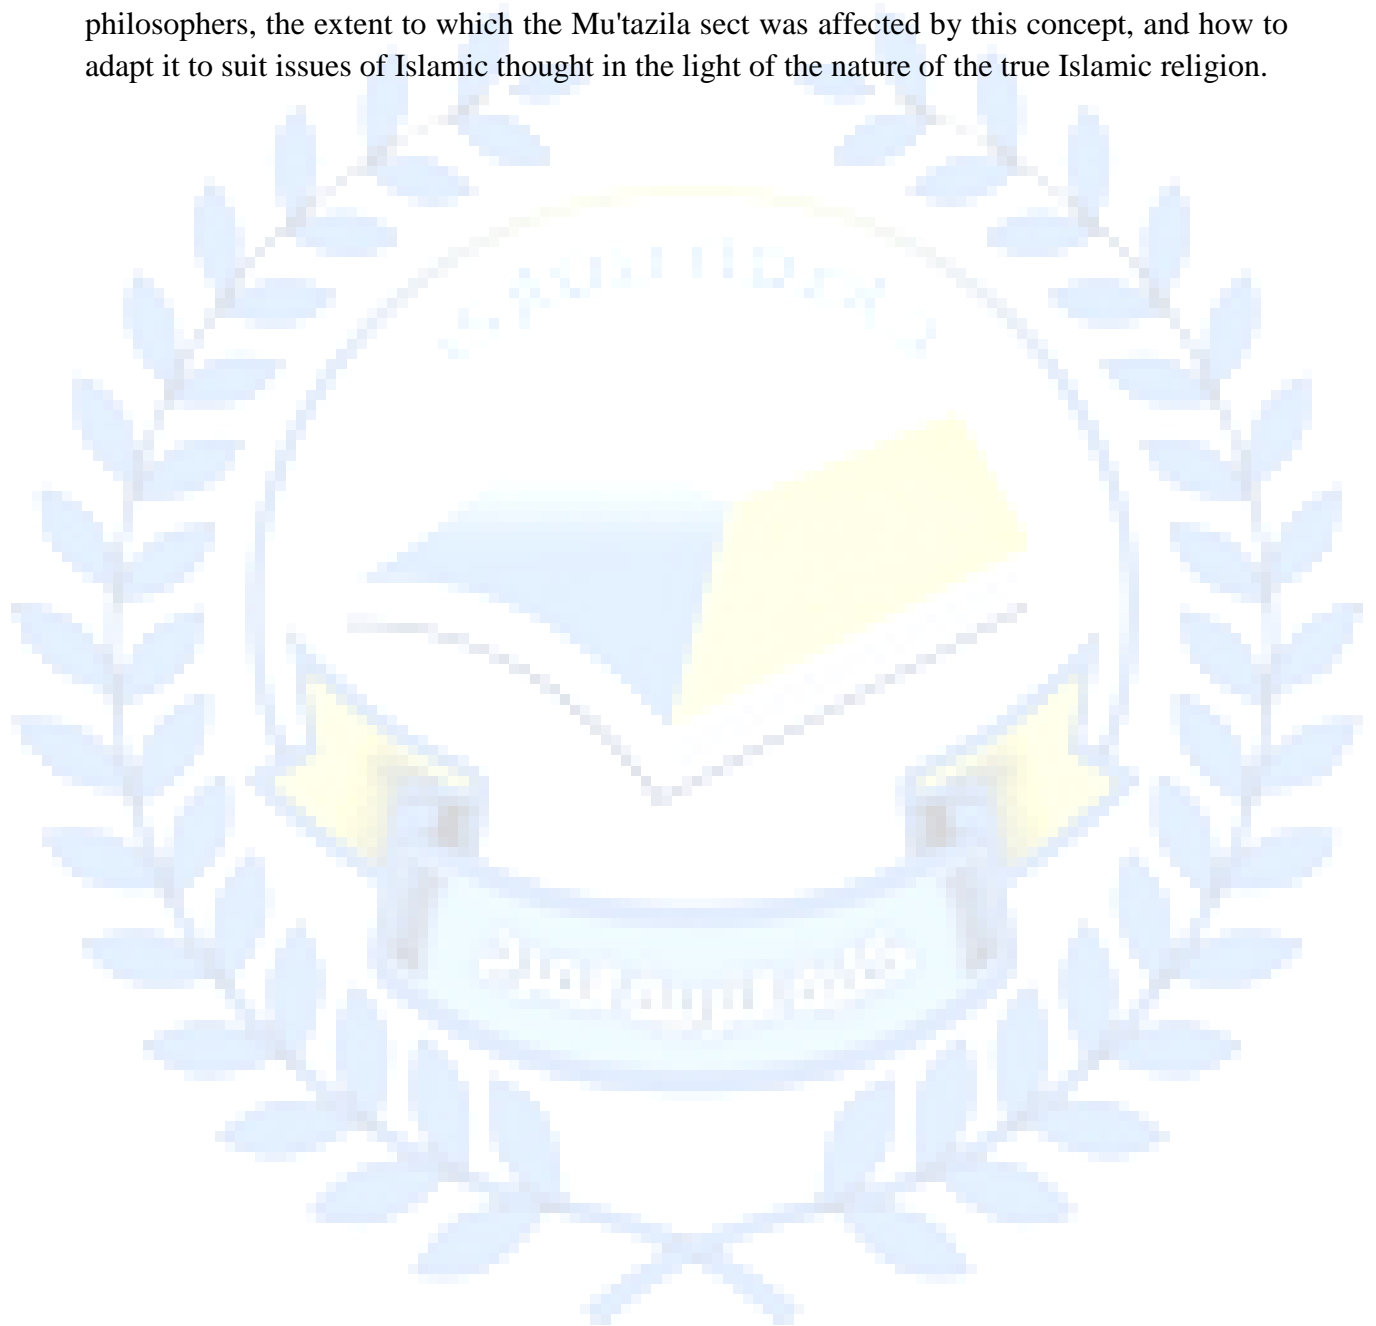 philosophers, the extent to which the Mu'tazila sect was affected by this concept, and how to
adapt it to suit issues of Islamic thought in the light of the nature of the true Islamic religion.